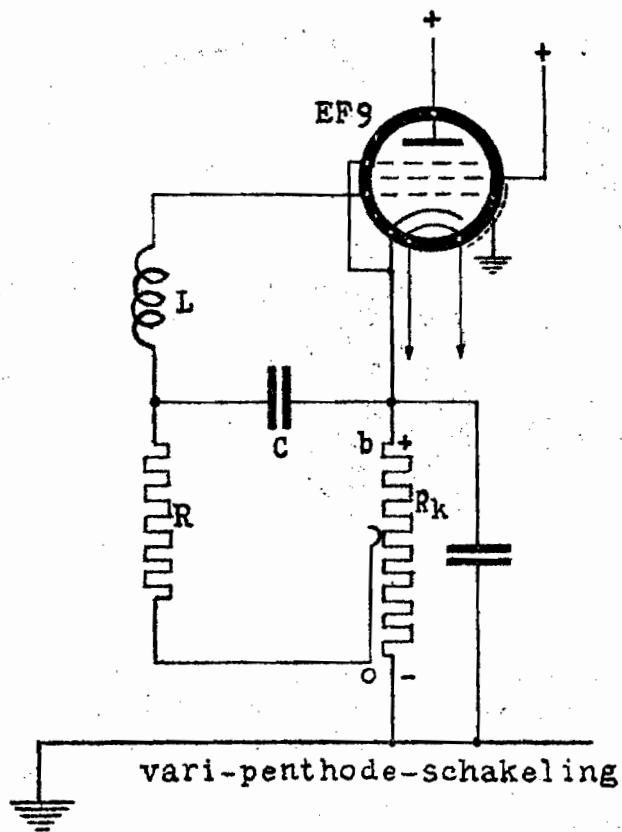 +
+
EF9
L
C
b +
R
Rk
o -
vari-penthode-schakeling